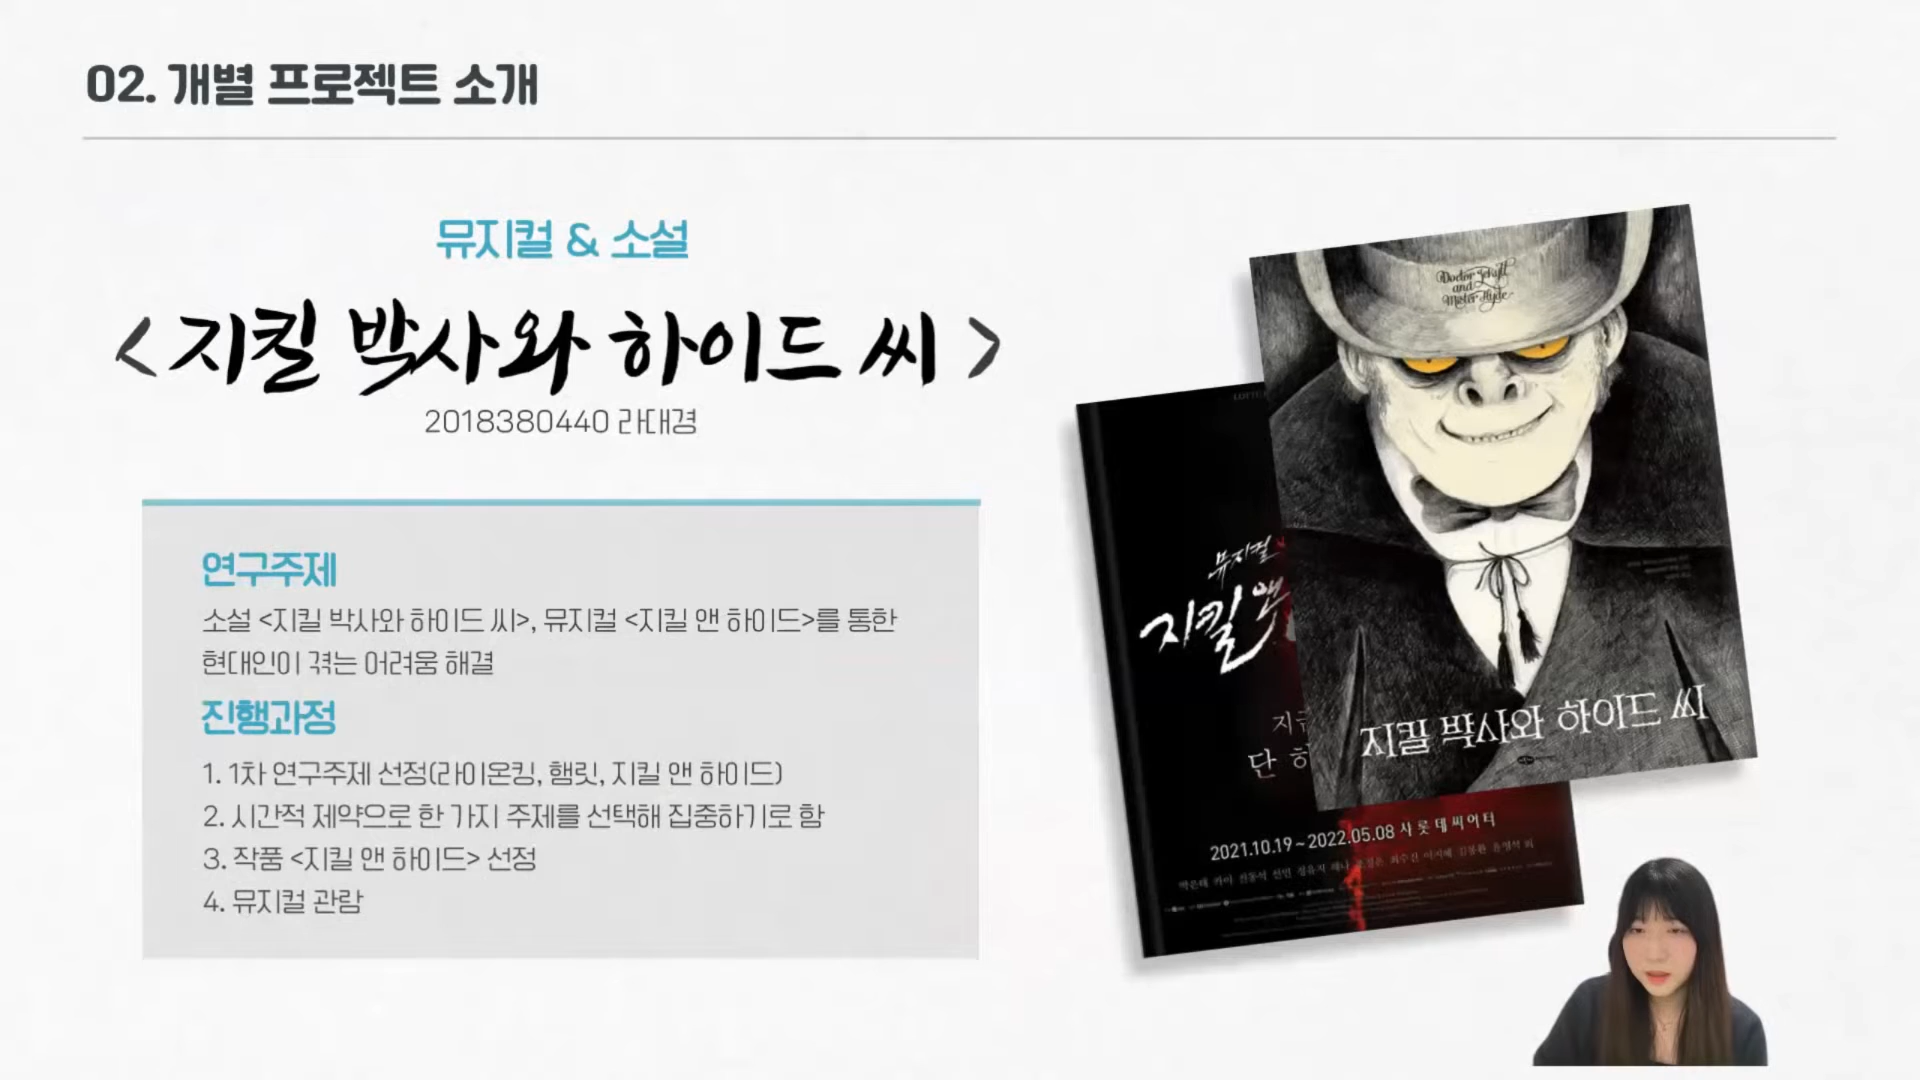 02. 개별 프로젝트 소개
뮤지컬 & 소설
< 지킬 박사와 하이드 씨 >
2018380440 라대경
연구주제
소설 <지킬 박사와 하이드 씨>, 뮤지컬 <지킬 앤 하이드>를 통한
현대인이 겪는 어려움 해결
진행과정
1. 1차 연구주제 선정(라이온킹, 햄릿, 지킬 앤 하이드)
2. 시간적 제약으로 한 가지 주제를 선택해 집중하기로 함
3. 작품 <지킬 앤 하이드> 선정
4. 뮤지컬 관람
Doctor Jekyll
and
Mister Hyde
지킬 박사와 하이드 씨
뮤지컬
지킬 앤
지금
단 하
2021.10.19~2022.05.08 샤롯데씨어터